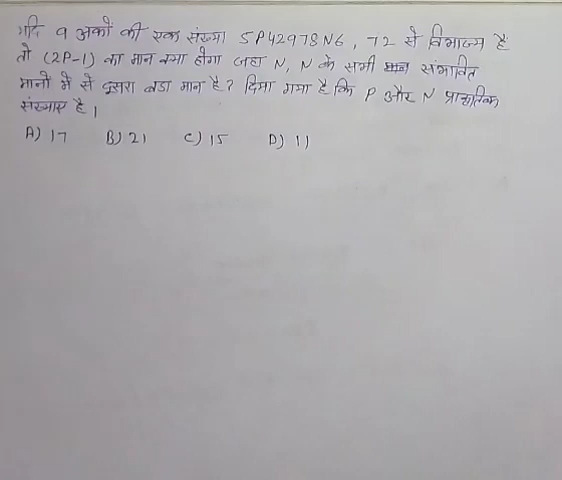 यदि 9 अंको की एक संख्या 5P42978N6, 72 से विभाज्य है
तो (2P-1) का मान क्या होगा जहा N, N के सभी संभावित
मानो मे से दूसरा बडा मान है? दिया गया है कि P और N प्राकृतिक
संख्याए है।
A) 17 B) 21 C) 15 D) 11